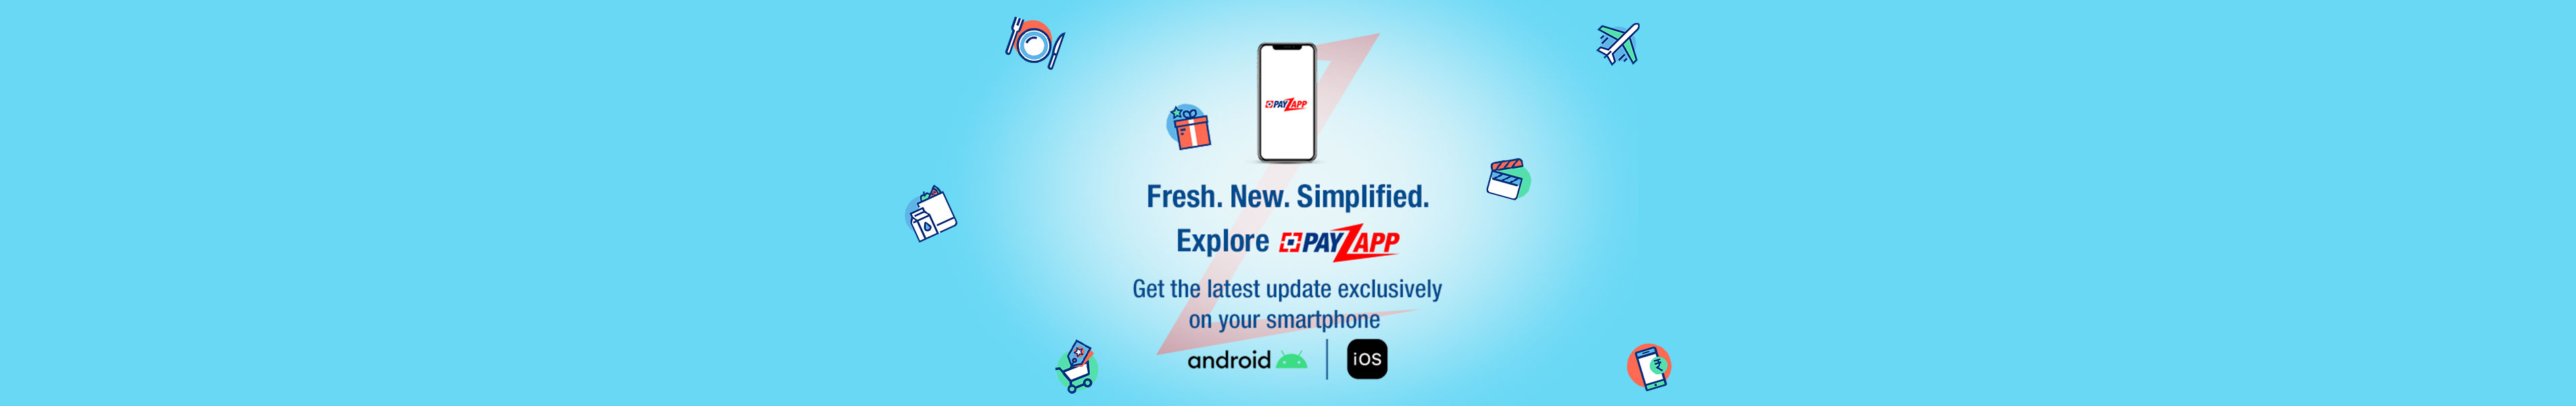 PAYZAPP
Fresh. New. Simplified.
Explore PAYZAPP
Get the latest update exclusively
on your smartphone
android iOS